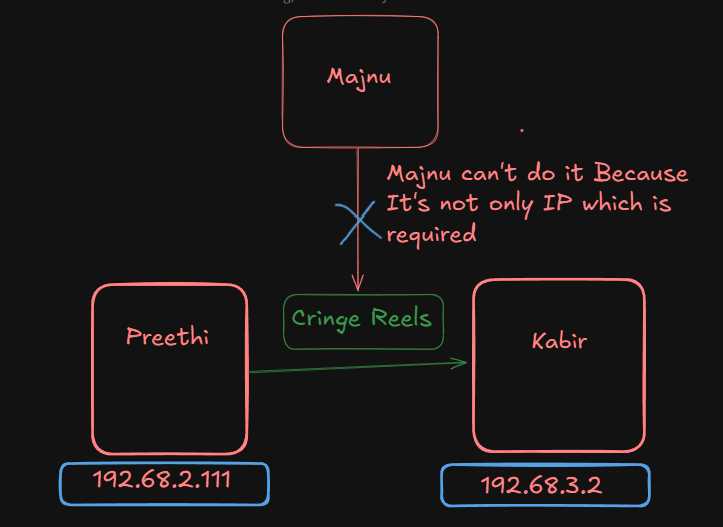 Majnu
Majnu can't do it Because
It's not only IP which is
required
Cringe Reels
Preethi
Kabir
192.68.2.111
192.68.3.2